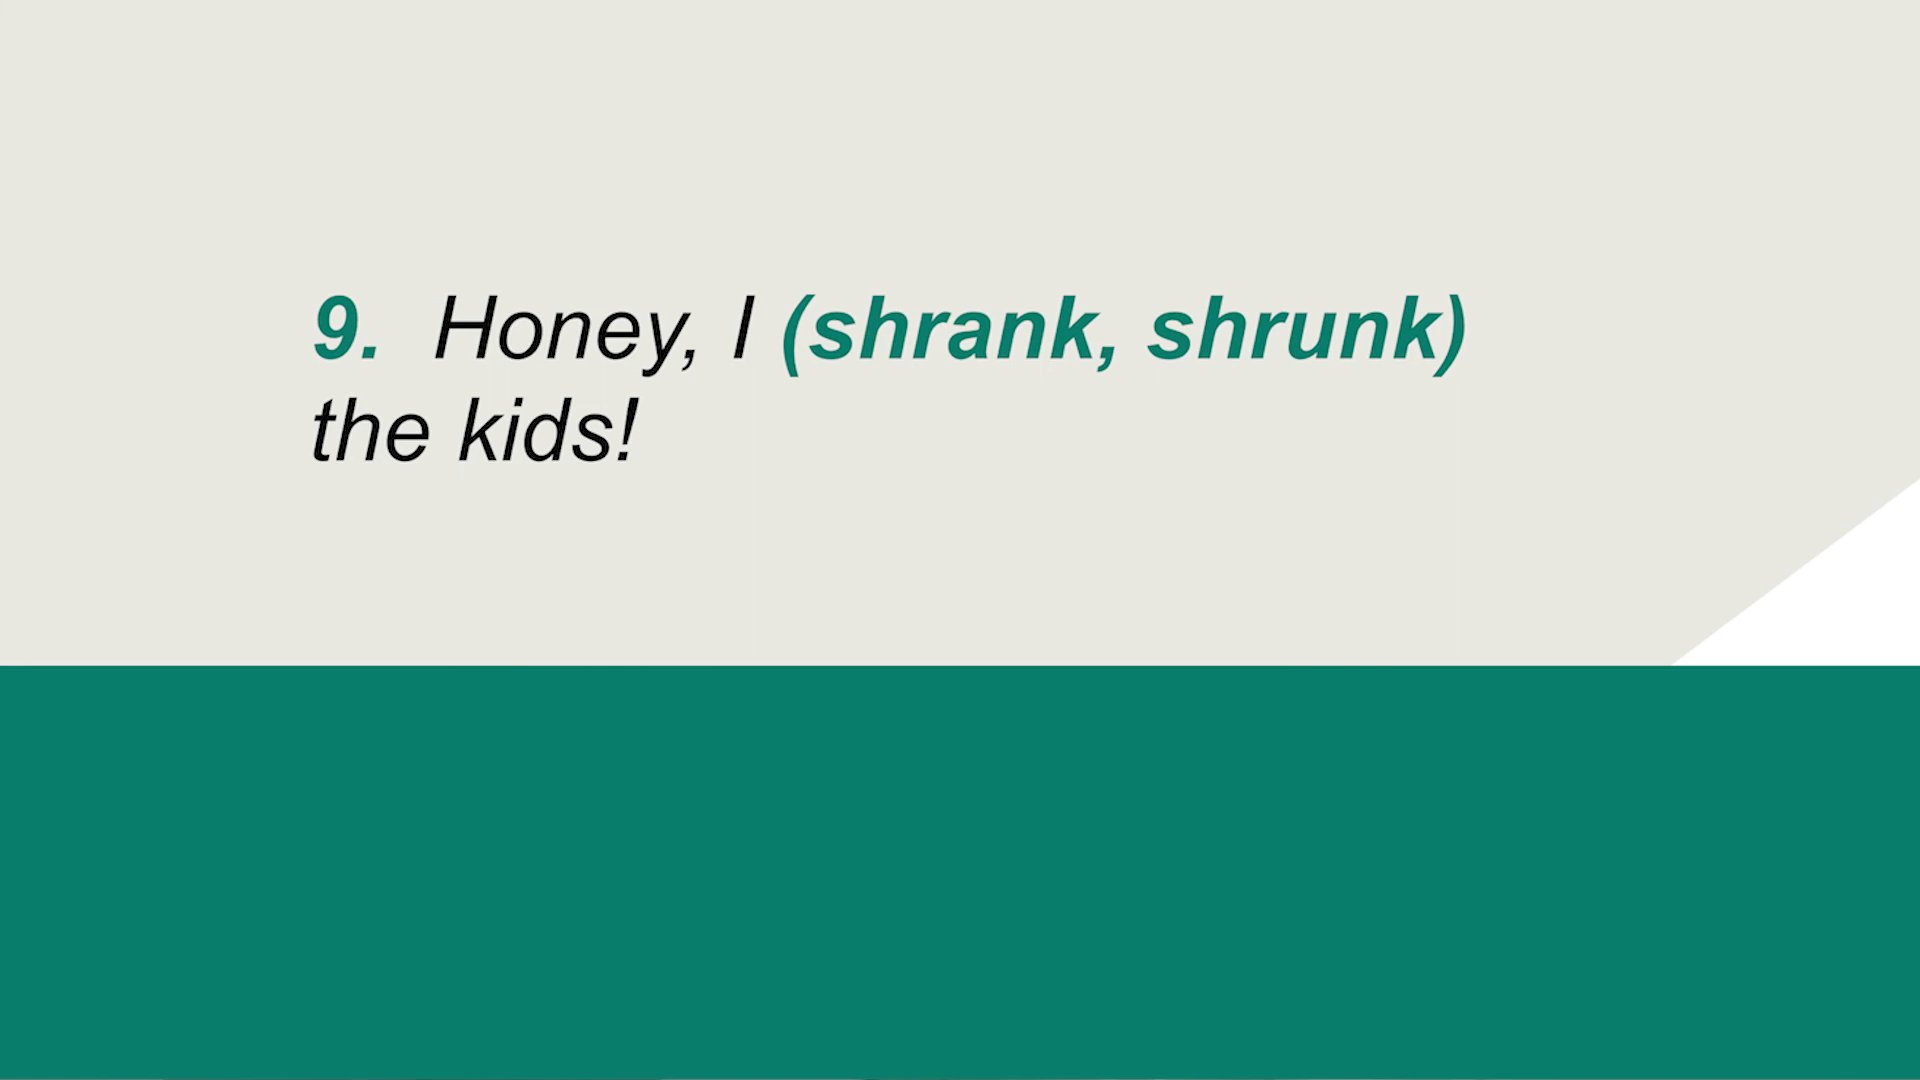 9. Honey, I (shrank, shrunk)
the kids!